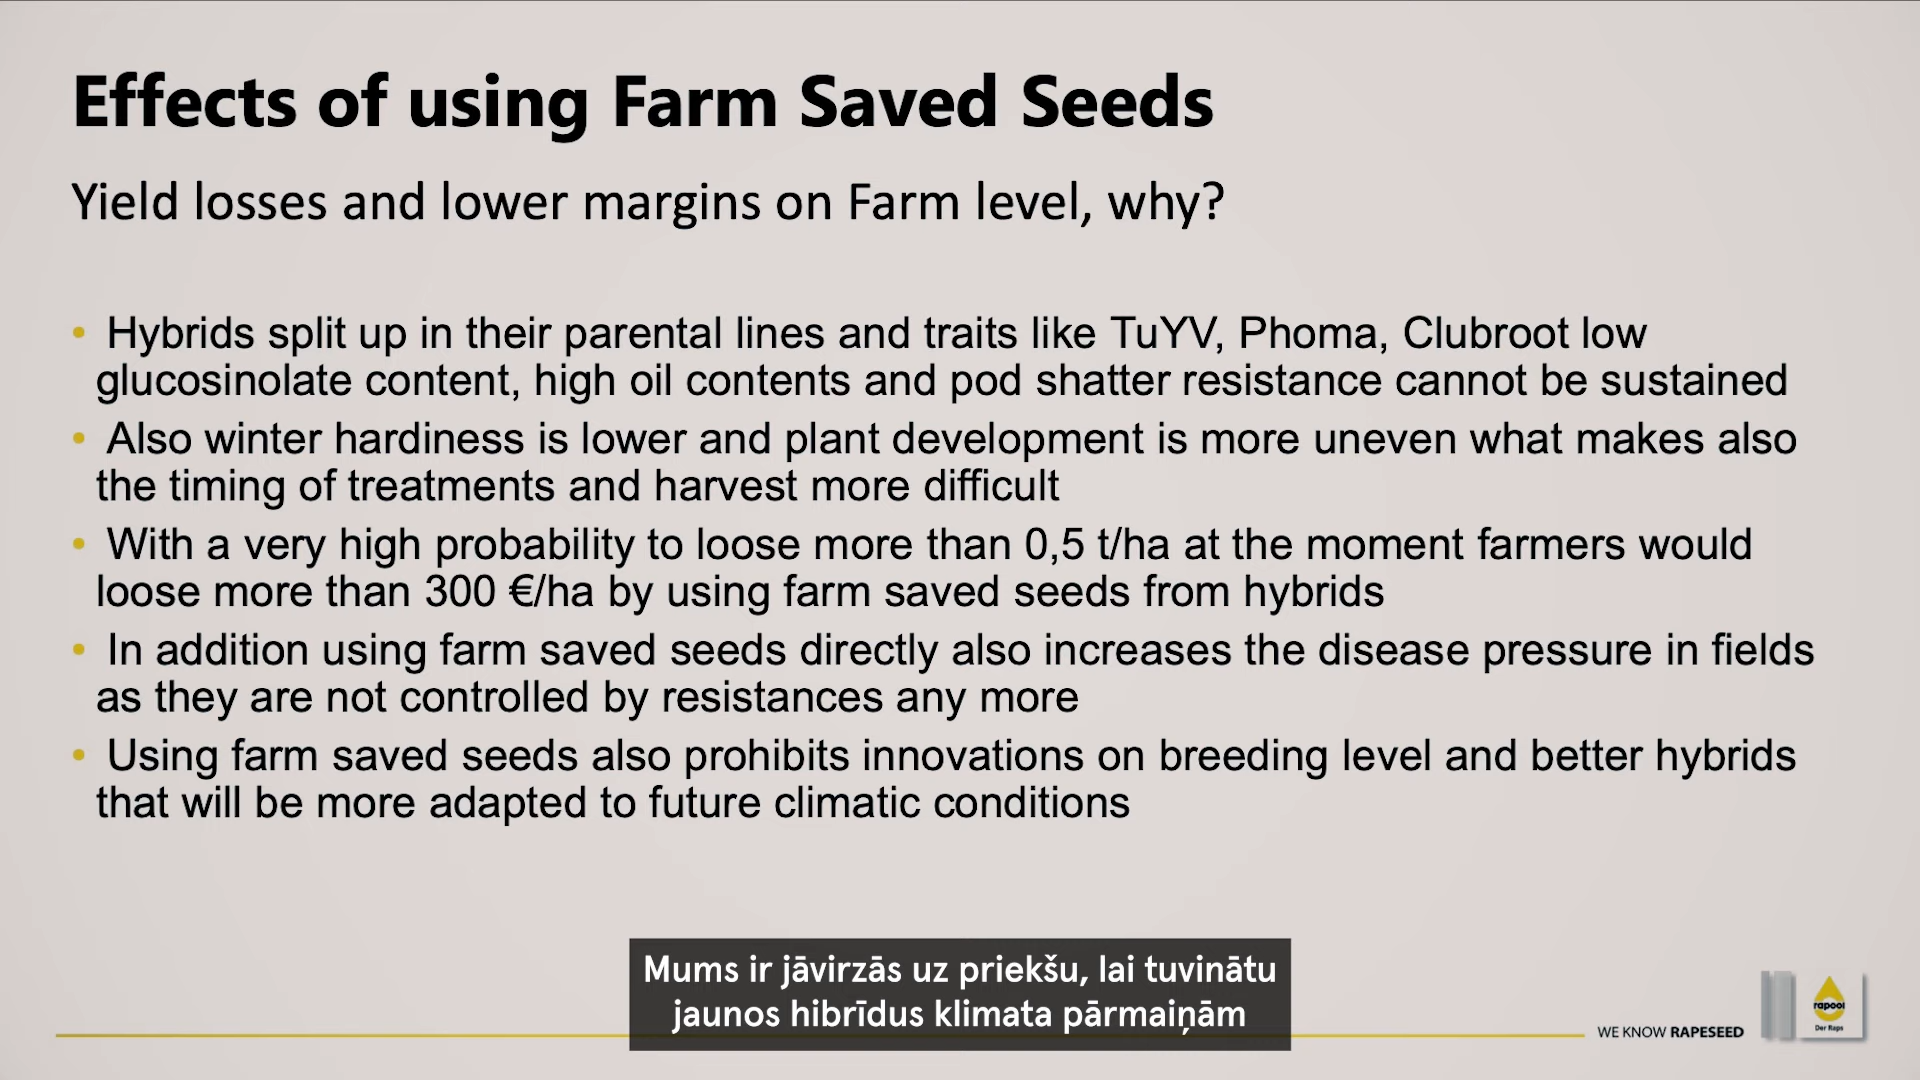 Effects of using Farm Saved Seeds
Yield losses and lower margins on Farm level, why?
• Hybrids split up in their parental lines and traits like TuYV, Phoma, Clubroot low
glucosinolate content, high oil contents and pod shatter resistance cannot be sustained
• Also winter hardiness is lower and plant development is more uneven what makes also
the timing of treatments and harvest more difficult
• With a very high probability to loose more than 0,5 t/ha at the moment farmers would
loose more than 300 €/ha by using farm saved seeds from hybrids
• In addition using farm saved seeds directly also increases the disease pressure in fields
as they are not controlled by resistances any more
• Using farm saved seeds also prohibits innovations on breeding level and better hybrids
that will be more adapted to future climatic conditions
Mums ir jāvirzās uz priekšu, lai tuvinātu
jaunos hibrīdus klimata pārmaiņām
WE KNOW RAPESEED
rapool
Der Raps